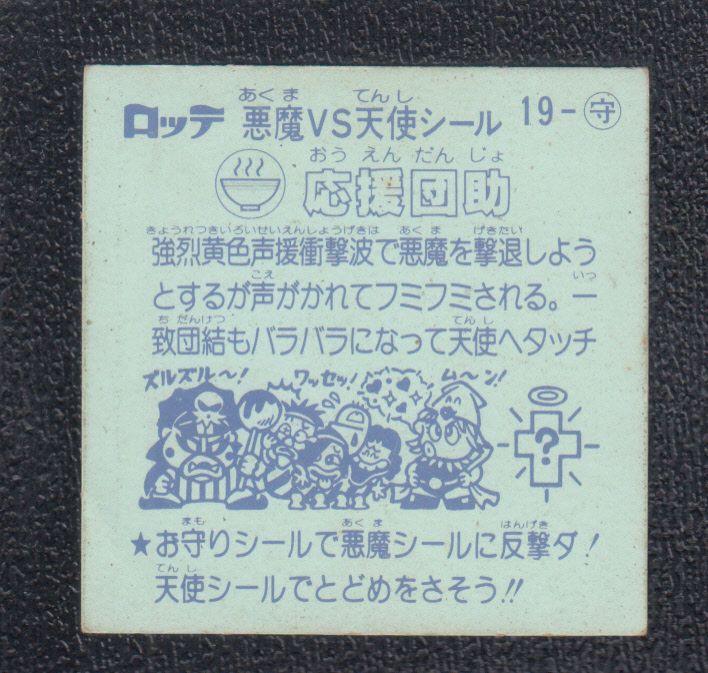 ロッテ 悪魔VS天使シール 19-守
あくま てんし
おうえんだんじょ
応援団助
きょうれつきいろいせいえんしょうげきは あくま げきたい
強烈黄色声援衝撃波で悪魔を撃退しよう
こえ いっ
とするが声がかれてフミフミされる。一
ちだんけつ てんし
致団結もバラバラになって天使へタッチ
ズルズル〜! ワッセッ! ム〜ン!
?
まも あくま はんげき
★お守りシールで悪魔シールに反撃ダ!
てんし
天使シールでとどめをさそう!!